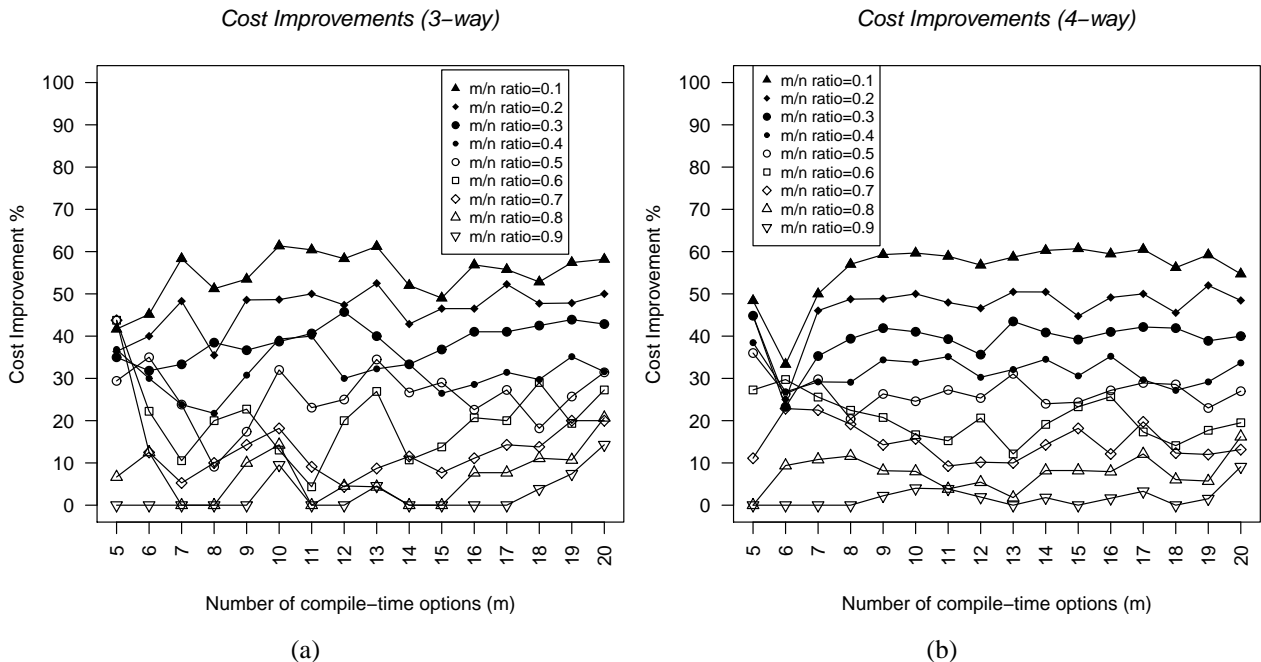 Cost Improvements (3−way)
100
90
80
70
60
50
40
30
20
10
0
Cost Improvement %
m/n ratio=0.1
m/n ratio=0.2
m/n ratio=0.3
m/n ratio=0.4
m/n ratio=0.5
m/n ratio=0.6
m/n ratio=0.7
m/n ratio=0.8
m/n ratio=0.9
5 6 7 8 9 10 11 12 13 14 15 16 17 18 19 20
Number of compile−time options (m)
(a)
Cost Improvements (4−way)
100
90
80
70
60
50
40
30
20
10
0
Cost Improvement %
m/n ratio=0.1
m/n ratio=0.2
m/n ratio=0.3
m/n ratio=0.4
m/n ratio=0.5
m/n ratio=0.6
m/n ratio=0.7
m/n ratio=0.8
m/n ratio=0.9
5 6 7 8 9 10 11 12 13 14 15 16 17 18 19 20
Number of compile−time options (m)
(b)